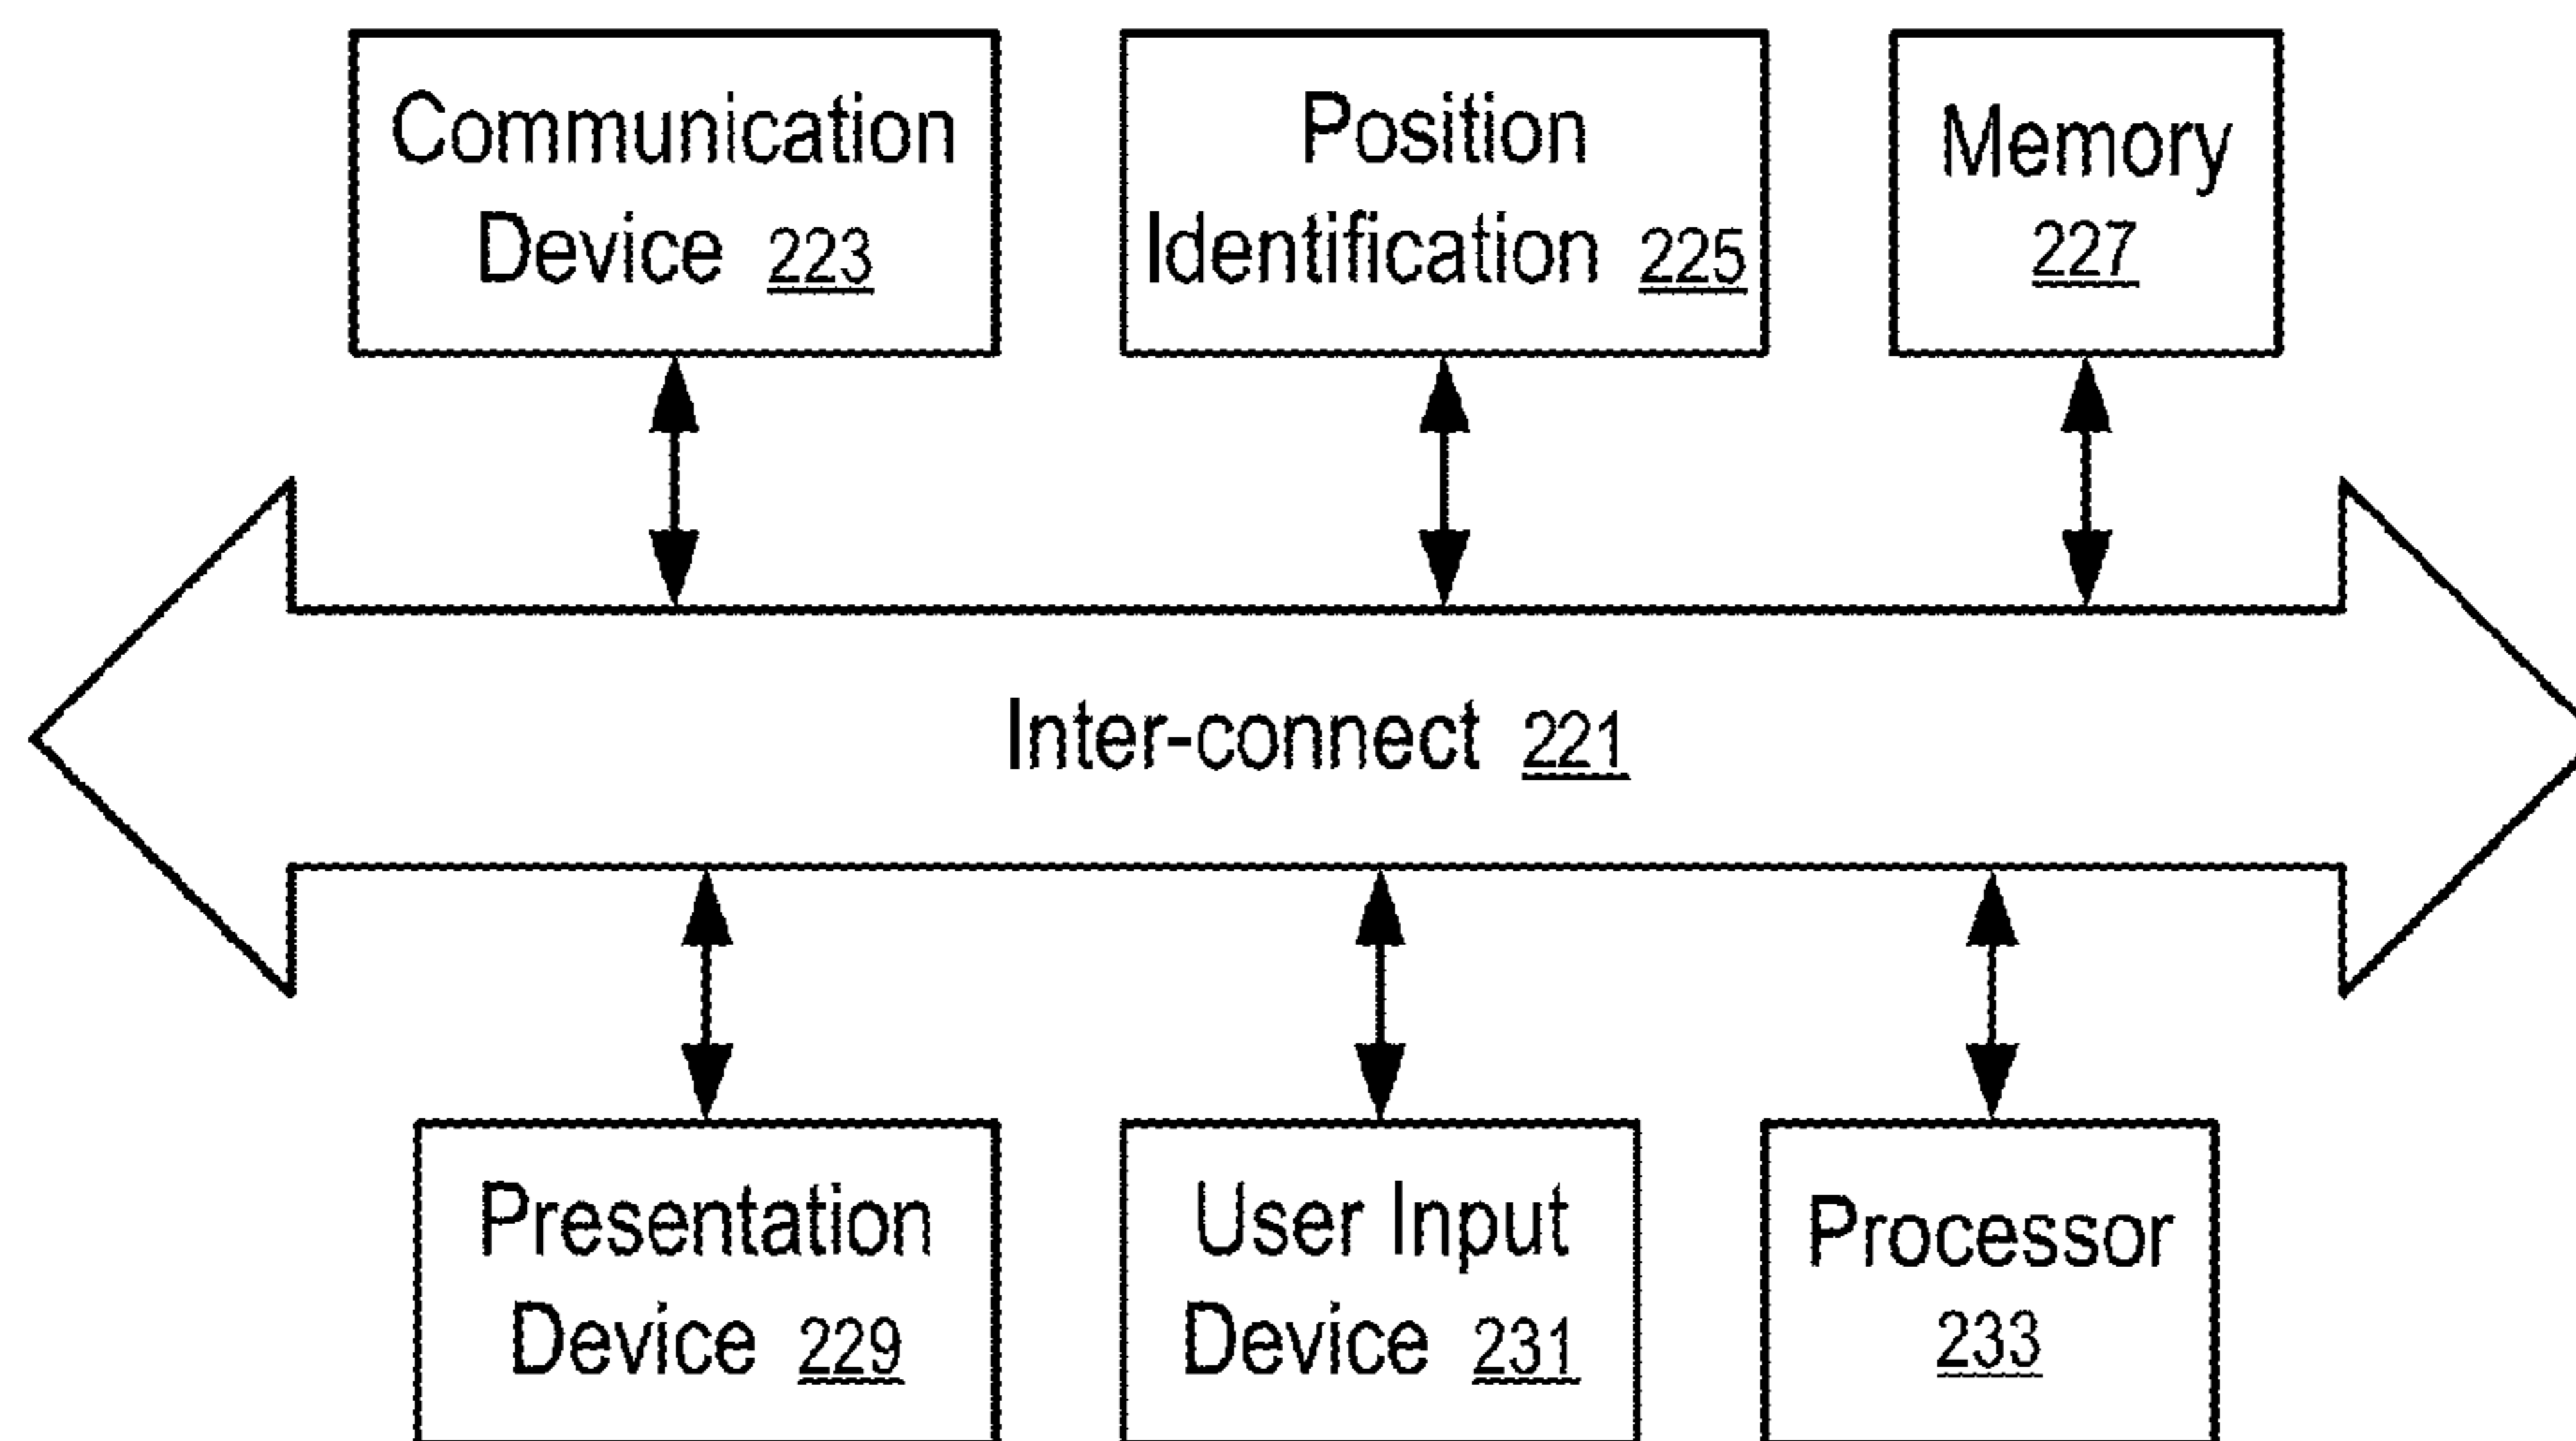 Communication
Device 223
Position
Identification 225
Memory
227
Inter-connect 221
Presentation
Device 229
User Input
Device 231
Processor
233